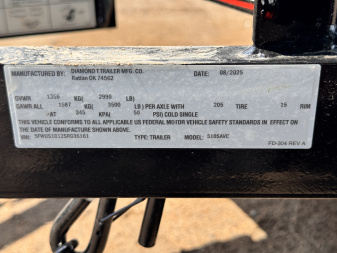 MANUFACTURED BY: DIAMOND T TRAILER MFG. CO. DATE: 08/2025
Rattan OK 74562
GVWR 1356 KG( 2990 LB)
GAWR ALL 1587 KG( 3500 LB) PER AXLE WITH 205 TIRE 15 RIM
-AT 345 KG( 50 PSI) COLD SINGLE
THIS VEHICLE CONFORMS TO ALL APPLICABLE US FEDERAL MOTOR VEHICLE SAFETY STANDARDS IN EFFECT ON
THE DATE OF MANUFACTURE SHOWN ABOVE.
VIN: TYPE: TRAILER MODEL:
FD-304 REV A